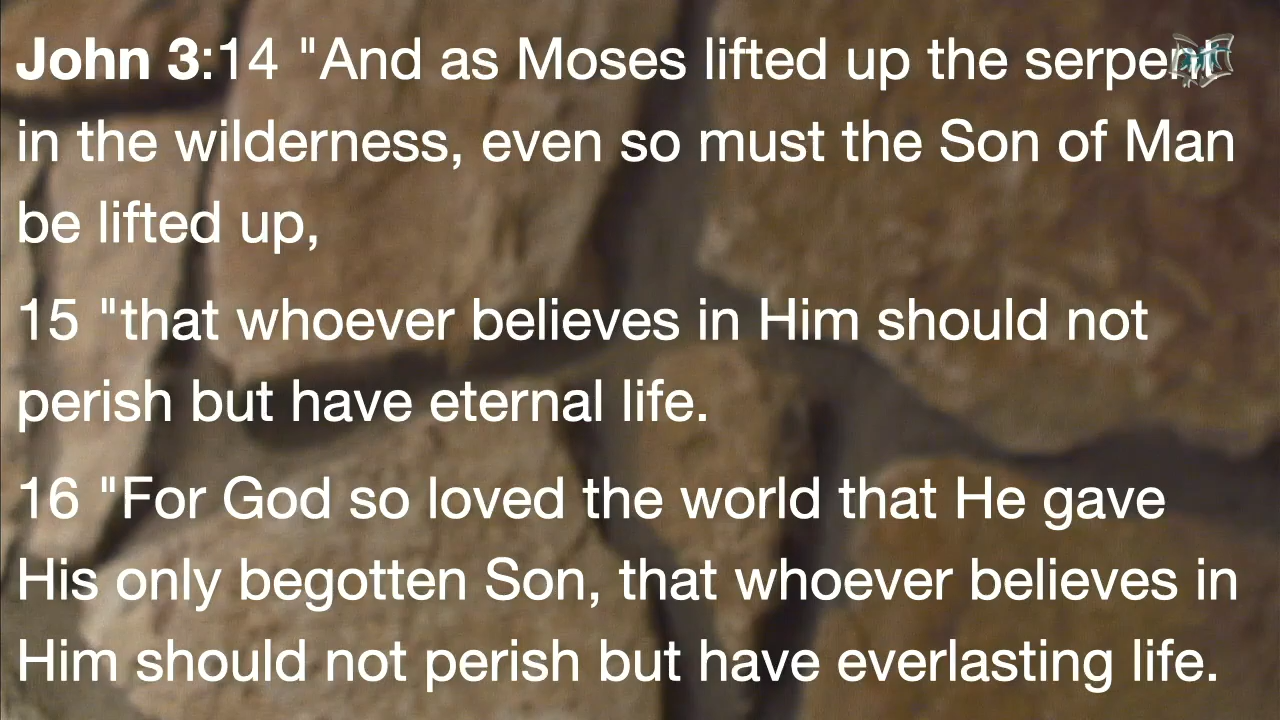 John 3:14 "And as Moses lifted up the serpent
in the wilderness, even so must the Son of Man
be lifted up,
15 "that whoever believes in Him should not
perish but have eternal life.
16 "For God so loved the world that He gave
His only begotten Son, that whoever believes in
Him should not perish but have everlasting life.